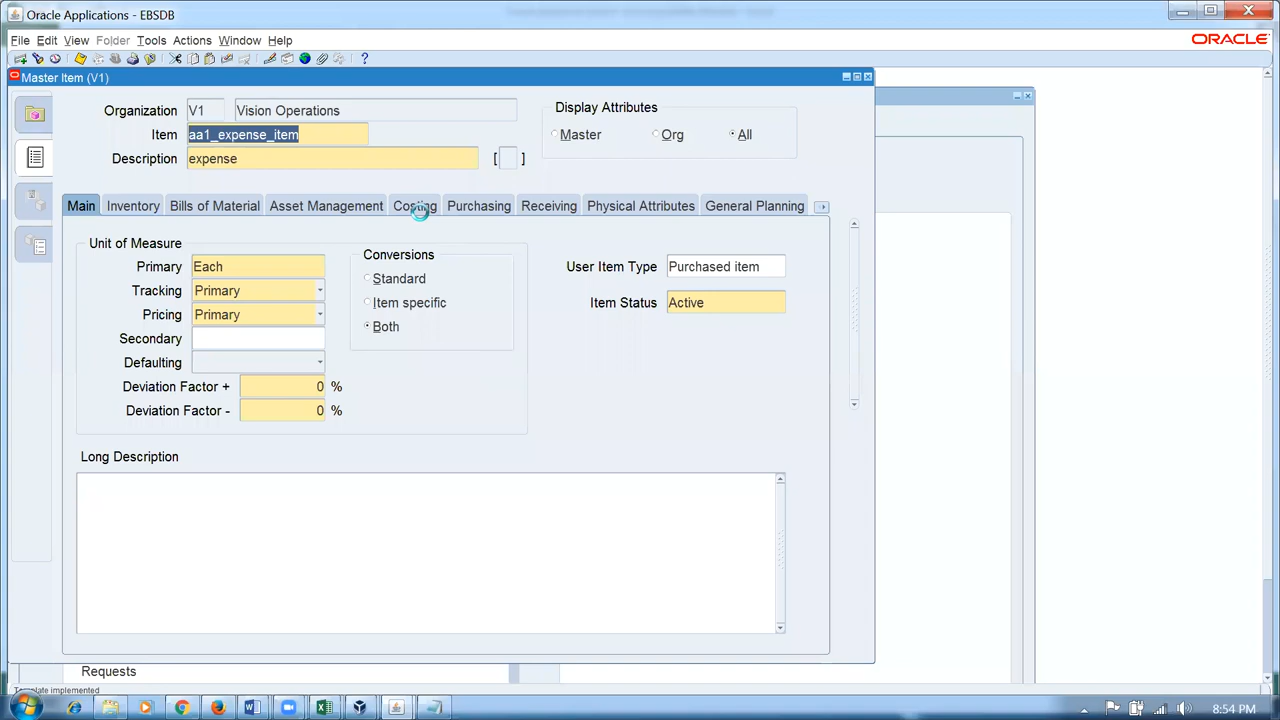 Oracle Applications - EBSDB
File Edit View Folder Tools Actions Window Help
ORACLE
Master Item (V1)
Organization V1 Vision Operations
Display Attributes
Item aa1_expense_item
Master Org All
Description expense [ ]
Main Inventory Bills of Material Asset Management Costing Purchasing Receiving Physical Attributes General Planning
Unit of Measure
Conversions
Primary Each
User Item Type Purchased item
Standard
Tracking Primary
Item specific
Item Status Active
Pricing Primary
Both
Secondary
Defaulting
Deviation Factor + 0 %
Deviation Factor - 0 %
Long Description
Requests
Template implemented
8:54 PM